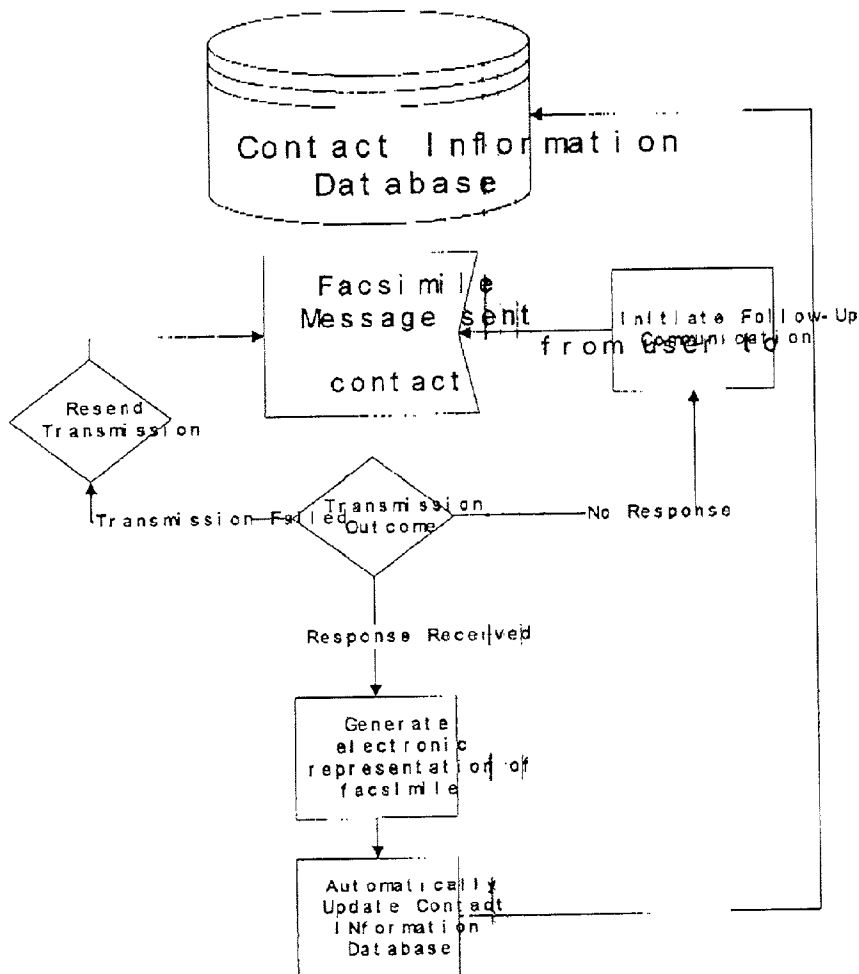 Contact Information
Database
Facsimile
Message sent
from user to
contact
Initiate Follow-Up
Communication
Resend
Transmission
Transmission Failed
Transmission
Outcome
No Response
Response Received
Generate
electronic
representation of
facsimile
Automatically
Update Contact
INformation
Database